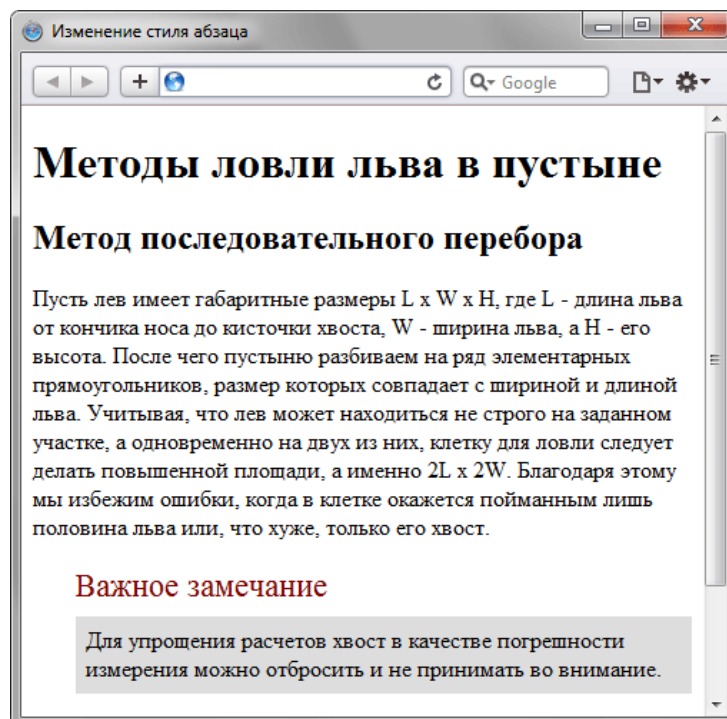 Изменение стиля абзаца
Google
Методы ловли льва в пустыне
Метод последовательного перебора
Пусть лев имеет габаритные размеры L x W x H, где L - длина льва
от кончика носа до кисточки хвоста, W - ширина льва, а H - его
высота. После чего пустыню разбиваем на ряд элементарных
прямоугольников, размер которых совпадает с шириной и длиной
льва. Учитывая, что лев может находиться не строго на заданном
участке, а одновременно на двух из них, клетку для ловли следует
делать повышенной площади, а именно 2L x 2W. Благодаря этому
мы избежим ошибки, когда в клетке окажется пойманным лишь
половина льва или, что хуже, только его хвост.
Важное замечание
Для упрощения расчетов хвост в качестве погрешности
измерения можно отбросить и не принимать во внимание.